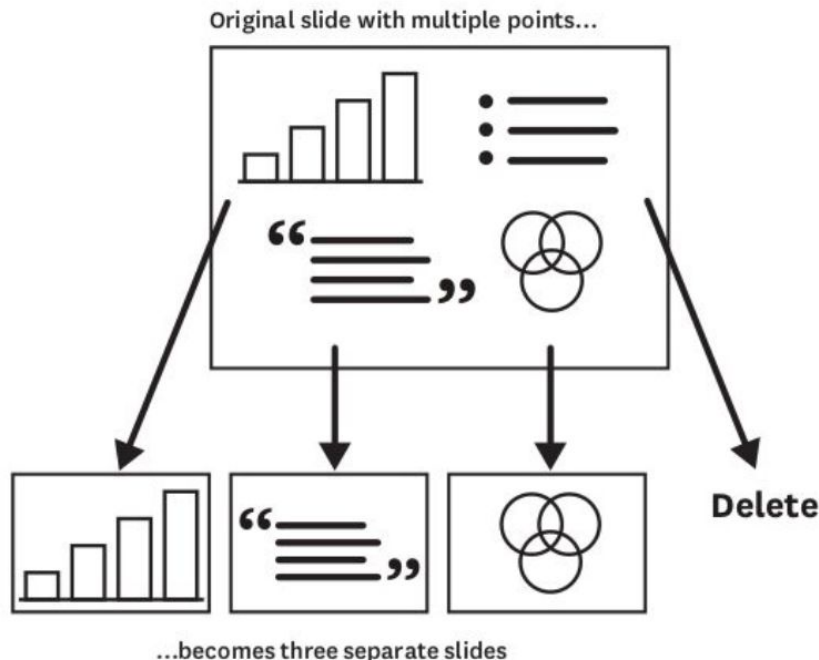 Original slide with multiple points...
“
”
“
”
Delete
...becomes three separate slides